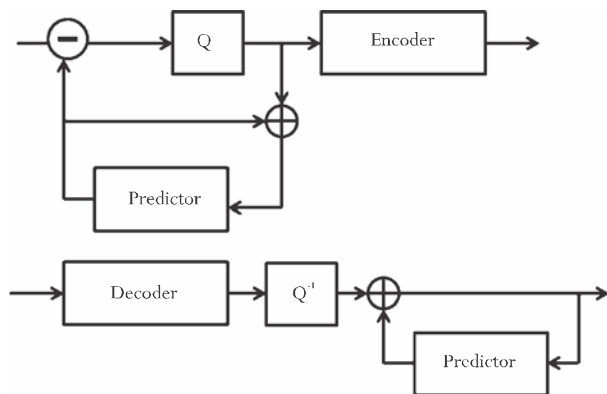 Q
Encoder
Predictor
Decoder
Q⁻¹
Predictor